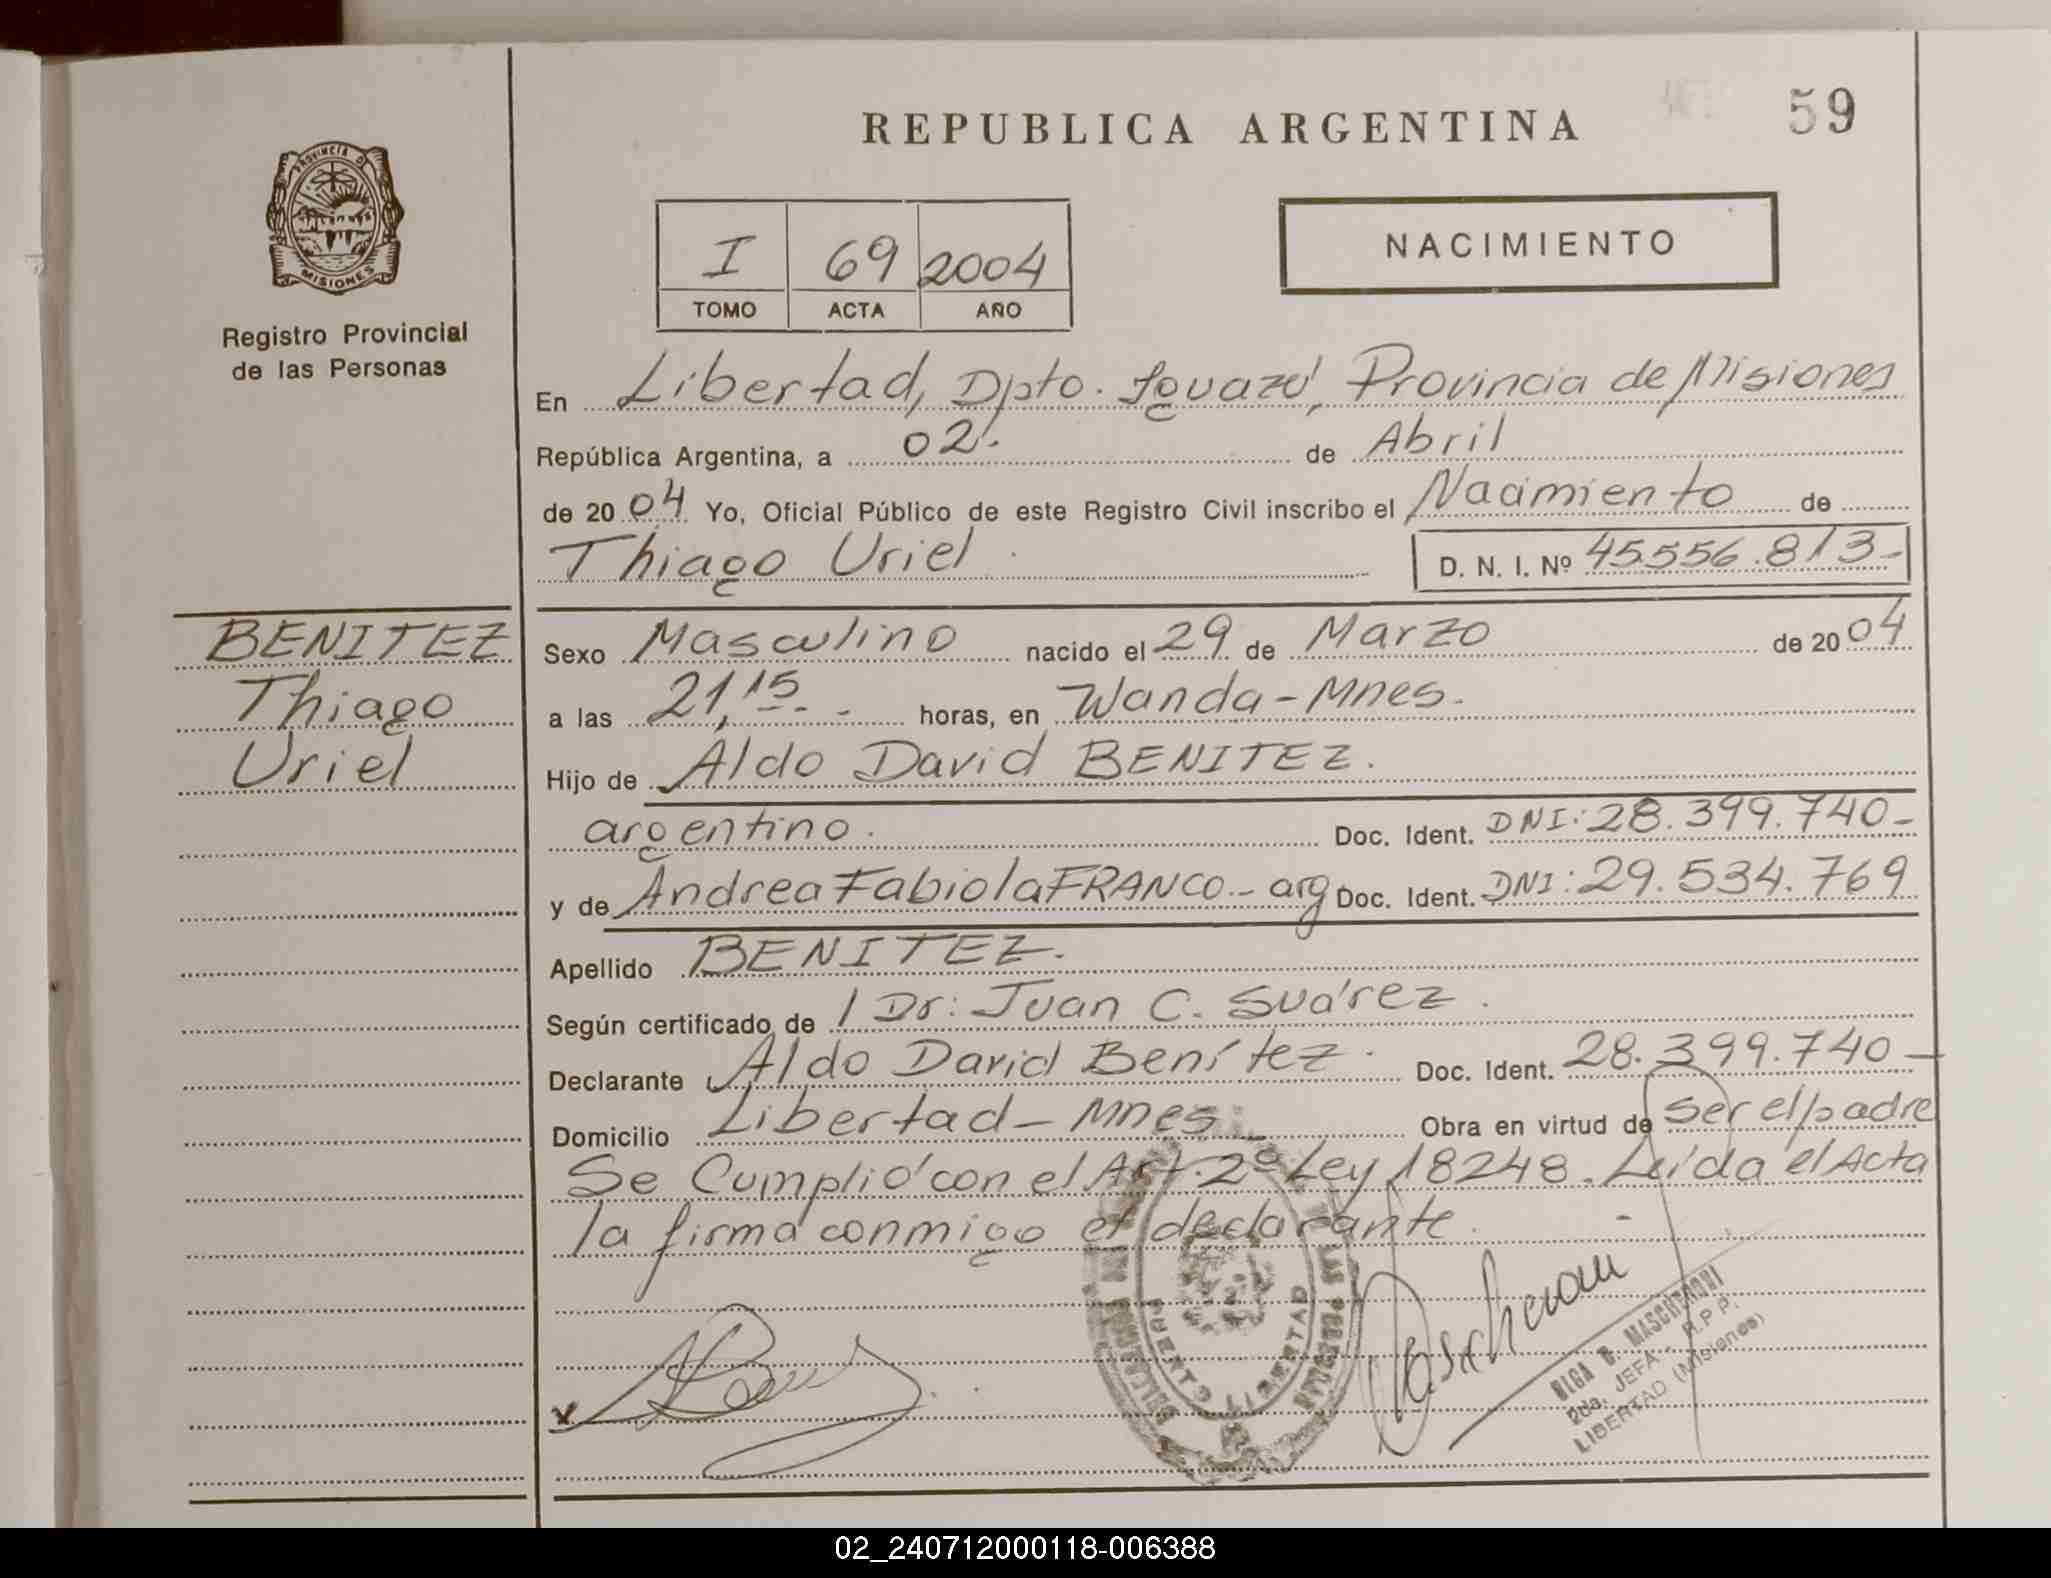 REPUBLICA ARGENTINA
59
PROVINCIA D
MISIONES
Registro Provincial
de las Personas
I 69 2004
TOMO ACTA AÑO
NACIMIENTO
En Libertad, Dpto. Iguazú, Provincia de Misiones
República Argentina, a 02.- de Abril
de 2004 Yo, Oficial Público de este Registro Civil inscribo el Nacimiento de
Thiago Uriel. D. N. I. Nº 45556.813-
BENITEZ
Thiago
Uriel
Sexo Masculino nacido el 29 de Marzo de 2004
a las 21,15.- - horas, en Wanda-Mnes.
Hijo de Aldo David BENITEZ.
argentino. Doc. Ident. DNI: 28.399.740-
y de Andrea Fabiola FRANCO.- arg Doc. Ident. DNI: 29.534.769
Apellido BENITEZ.
Según certificado de / Dr: Juan C. Suárez.
Declarante Aldo David Benítez. Doc. Ident. 28.399.740-
Domicilio Libertad-Mnes Obra en virtud de ser el padre
Se Cumplió con el Art. 2º Ley 18248. Leída el Acta
la firma conmigo el declarante.
PUERTO LIBERTAD
x
MASCHERONI
2da. JEFA - R.P.P.
LIBERTAD (Misiones)
02_240712000118-006388